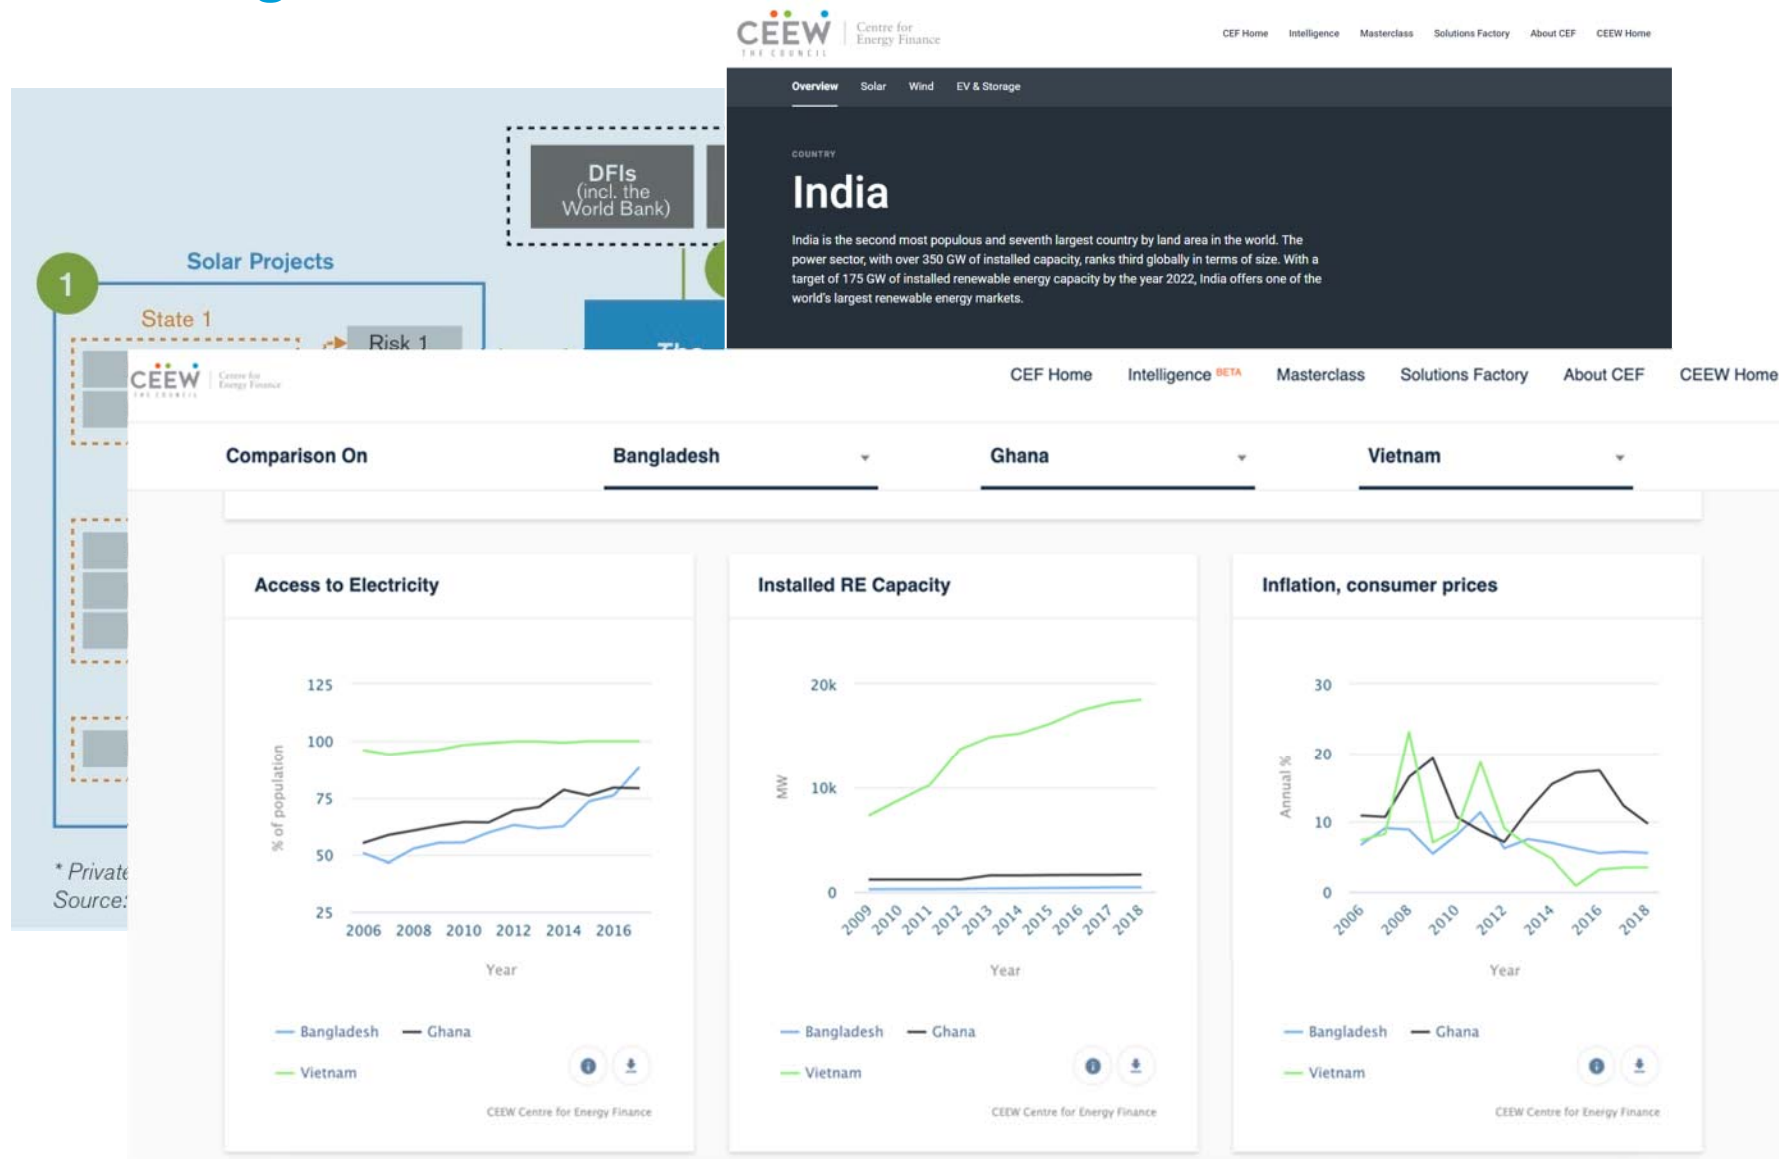 CEEW
THE COUNCIL
Centre for
Energy Finance
CEF Home Intelligence Masterclass Solutions Factory About CEF CEEW Home
Overview Solar Wind EV & Storage
COUNTRY
India
India is the second most populous and seventh largest country by land area in the world. The
power sector, with over 350 GW of installed capacity, ranks third globally in terms of size. With a
target of 175 GW of installed renewable energy capacity by the year 2022, India offers one of the
world's largest renewable energy markets.
DFIs
(incl. the
World Bank)
1
Solar Projects
State 1
Risk 1
* Private
Source:
CEEW
THE COUNCIL
Centre for
Energy Finance
CEF Home Intelligence BETA Masterclass Solutions Factory About CEF CEEW Home
Comparison On Bangladesh Ghana Vietnam
Access to Electricity
125
100
75
50
25
% of population
2006 2008 2010 2012 2014 2016
Year
Bangladesh Ghana
Vietnam
CEEW Centre for Energy Finance
Installed RE Capacity
20k
10k
0
MW
2009 2010 2011 2012 2013 2014 2015 2016 2017 2018
Year
Bangladesh Ghana
Vietnam
CEEW Centre for Energy Finance
Inflation, consumer prices
30
20
10
0
Annual %
2006 2008 2010 2012 2014 2016 2018
Year
Bangladesh Ghana
Vietnam
CEEW Centre for Energy Finance